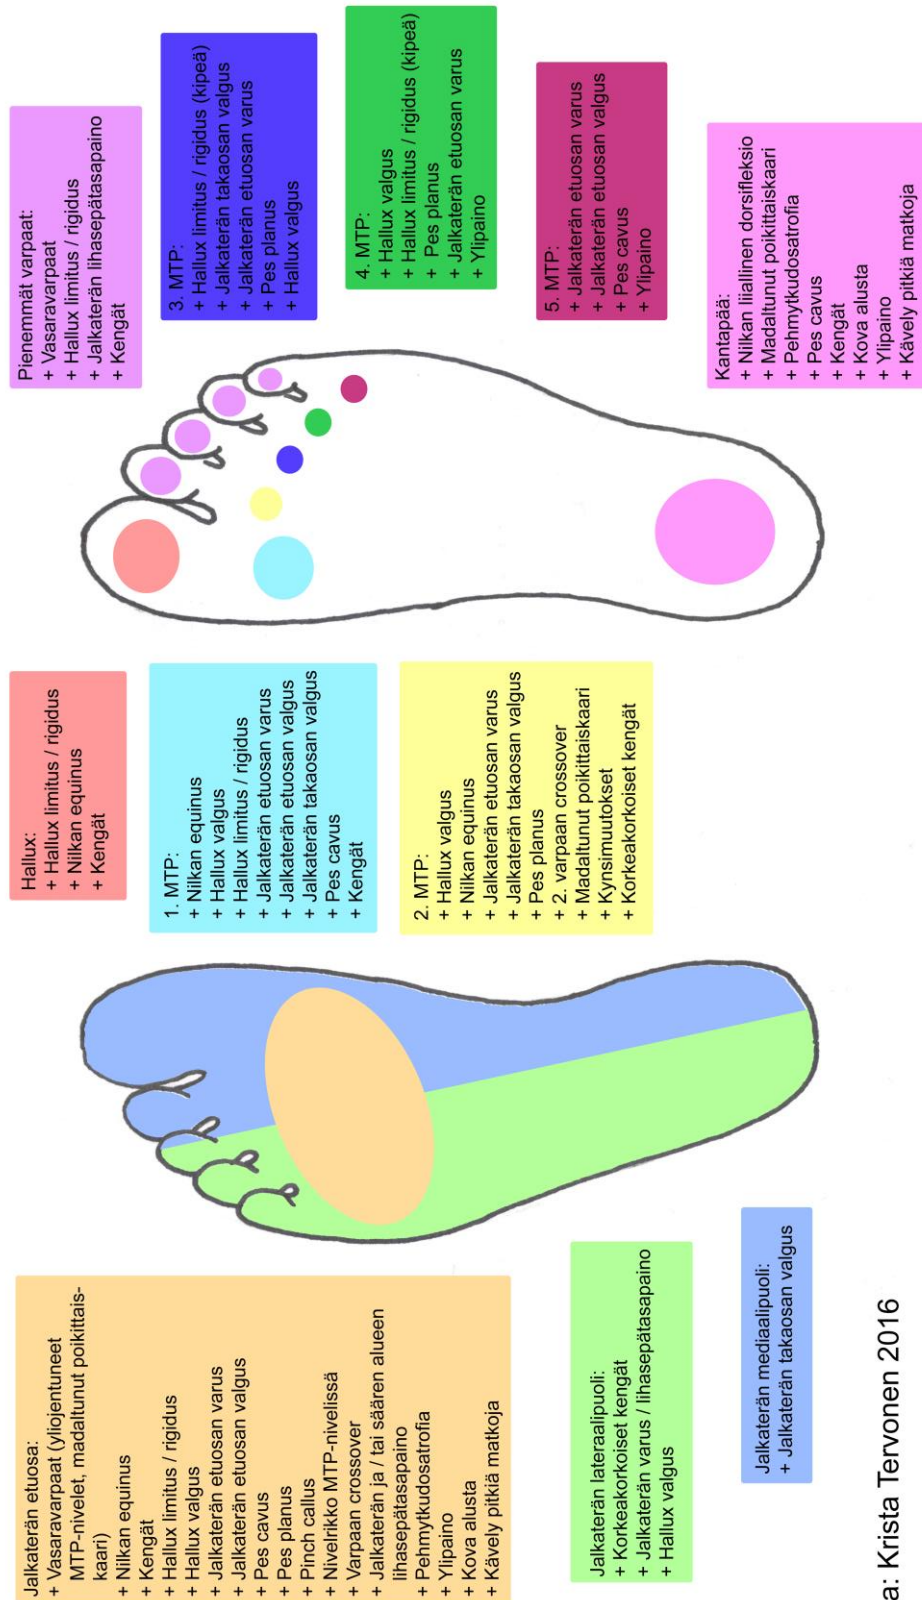 Jalkaterän etuosa:
+ Vasaravarpaat (yliojentuneet
MTP-nivelet, madaltunut poikittais-
kaari)
+ Nilkan equinus
+ Kengät
+ Hallux limitus / rigidus
+ Hallux valgus
+ Jalkaterän etuosan varus
+ Jalkaterän etuosan valgus
+ Pes cavus
+ Pes planus
+ Pinch callus
+ Nivelrikko MTP-nivelissä
+ Varpaan crossover
+ Jalkaterän ja / tai säären alueen
lihasepätasapaino
+ Pehmytkudosatrofia
+ Ylipaino
+ Kova alusta
+ Kävely pitkiä matkoja
Jalkaterän lateraalipuoli:
+ Korkeakorkoiset kengät
+ Jalkaterän varus / lihasepätasapaino
+ Hallux valgus
Jalkaterän mediaalipuoli:
+ Jalkaterän takaosan valgus
Hallux:
+ Hallux limitus / rigidus
+ Nilkan equinus
+ Kengät
1. MTP:
+ Nilkan equinus
+ Hallux valgus
+ Hallux limitus / rigidus
+ Jalkaterän etuosan varus
+ Jalkaterän etuosan valgus
+ Jalkaterän takaosan valgus
+ Pes cavus
+ Kengät
2. MTP:
+ Hallux valgus
+ Nilkan equinus
+ Jalkaterän etuosan varus
+ Jalkaterän takaosan valgus
+ Pes planus
+ 2. varpaan crossover
+ Madaltunut poikittaiskaari
+ Kynsimuutokset
+ Korkeakorkoiset kengät
Pienemmät varpaat:
+ Vasaravarpaat
+ Hallux limitus / rigidus
+ Jalkaterän lihasepätasapaino
+ Kengät
3. MTP:
+ Hallux limitus / rigidus (kipeä)
+ Jalkaterän takaosan valgus
+ Jalkaterän etuosan varus
+ Pes planus
+ Hallux valgus
4. MTP:
+ Hallux valgus
+ Hallux limitus / rigidus (kipeä)
+ Pes planus
+ Jalkaterän etuosan varus
+ Ylipaino
5. MTP:
+ Jalkaterän etuosan varus
+ Jalkaterän etuosan valgus
+ Pes cavus
+ Ylipaino
Kantapää:
+ Nilkan liiallinen dorsifleksio
+ Madaltunut poikittaiskaari
+ Pehmytkudosatrofia
+ Pes cavus
+ Kengät
+ Kova alusta
+ Ylipaino
+ Kävely pitkiä matkoja
a: Krista Tervonen 2016